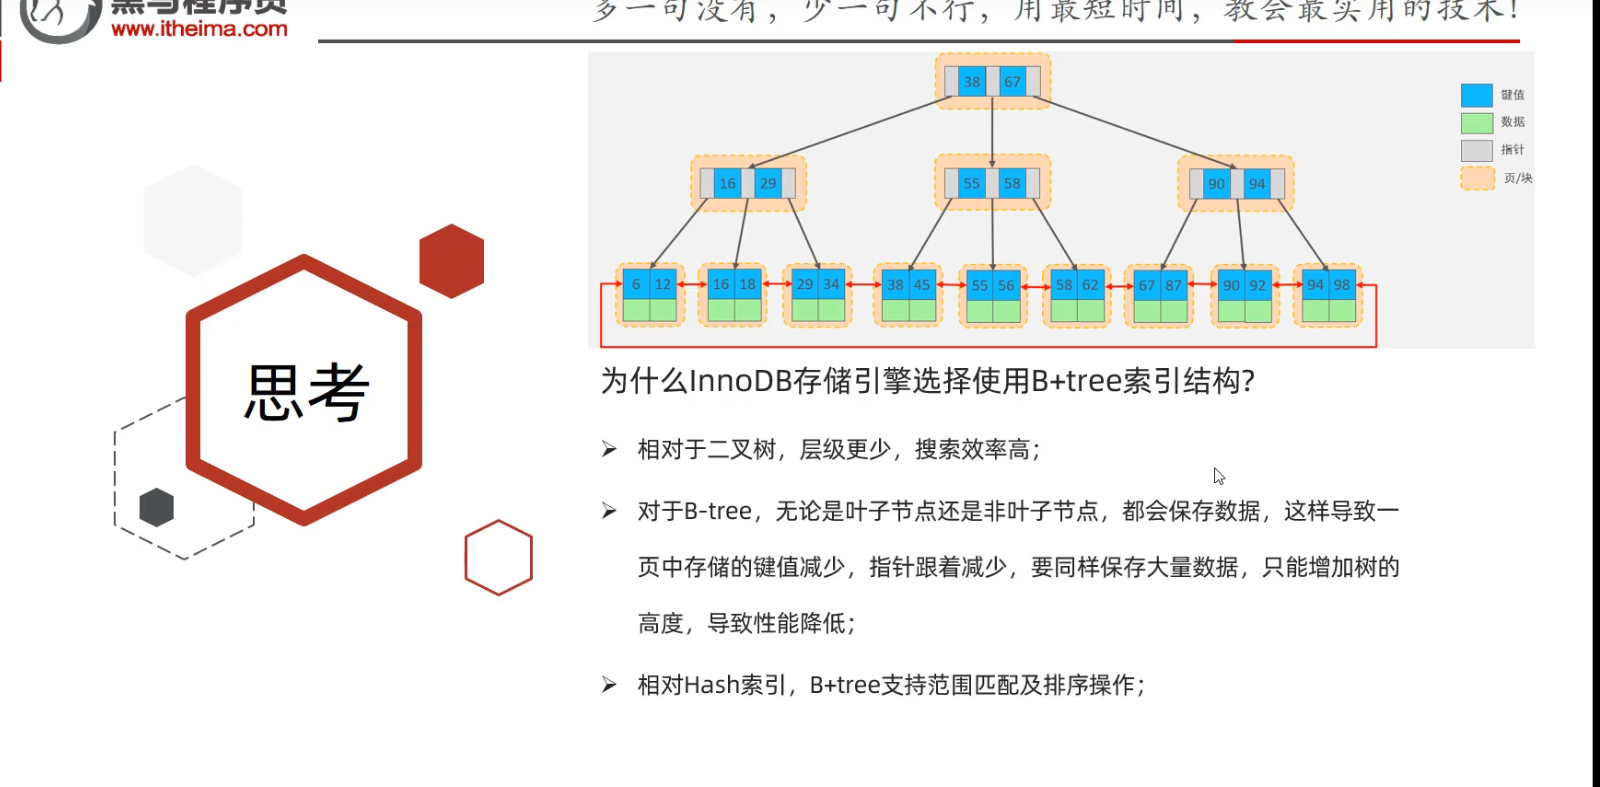 黑马程序员
www.itheima.com
多一句没有，少一句不行，用最短时间，教会最实用的技术！
38 67
键值
数据
指针
页/块
16 29 55 58 90 94
6 12 16 18 29 34 38 45 55 56 58 62 67 87 90 92 94 98
思考
为什么InnoDB存储引擎选择使用B+tree索引结构?
相对于二叉树，层级更少，搜索效率高；
对于B-tree，无论是叶子节点还是非叶子节点，都会保存数据，这样导致一
页中存储的键值减少，指针跟着减少，要同样保存大量数据，只能增加树的
高度，导致性能降低；
相对Hash索引，B+tree支持范围匹配及排序操作；